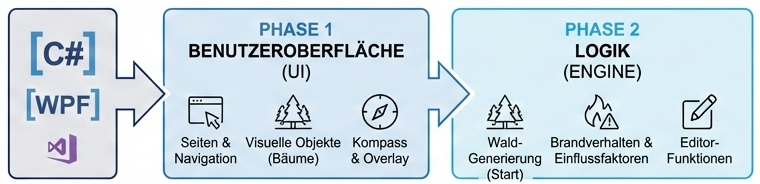 [C#]
[WPF]
PHASE 1
BENUTZEROBERFLÄCHE
(UI)
Seiten &
Navigation
Visuelle Objekte
(Bäume)
Kompass
& Overlay
PHASE 2
LOGIK
(ENGINE)
Wald-
Generierung
(Start)
Brandverhalten &
Einflussfaktoren
Editor-
Funktionen